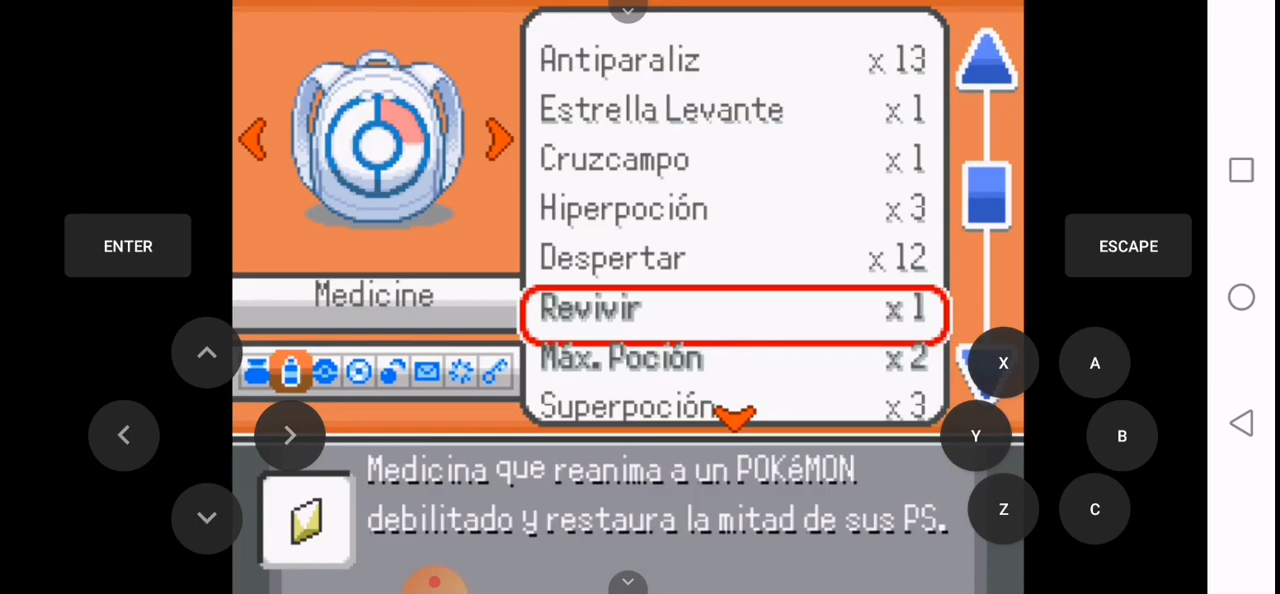 Antiparaliz x 13
Estrella Levante x 1
Cruzcampo x 1
Hiperpoción x 3
Despertar x 12
Revivir x 1
Máx. Poción x 2
Superpoción x 3
Medicine
Medicina que reanima a un POKéMON
debilitado y restaura la mitad de sus PS.
ENTER
ESCAPE
X
A
Y
B
Z
C